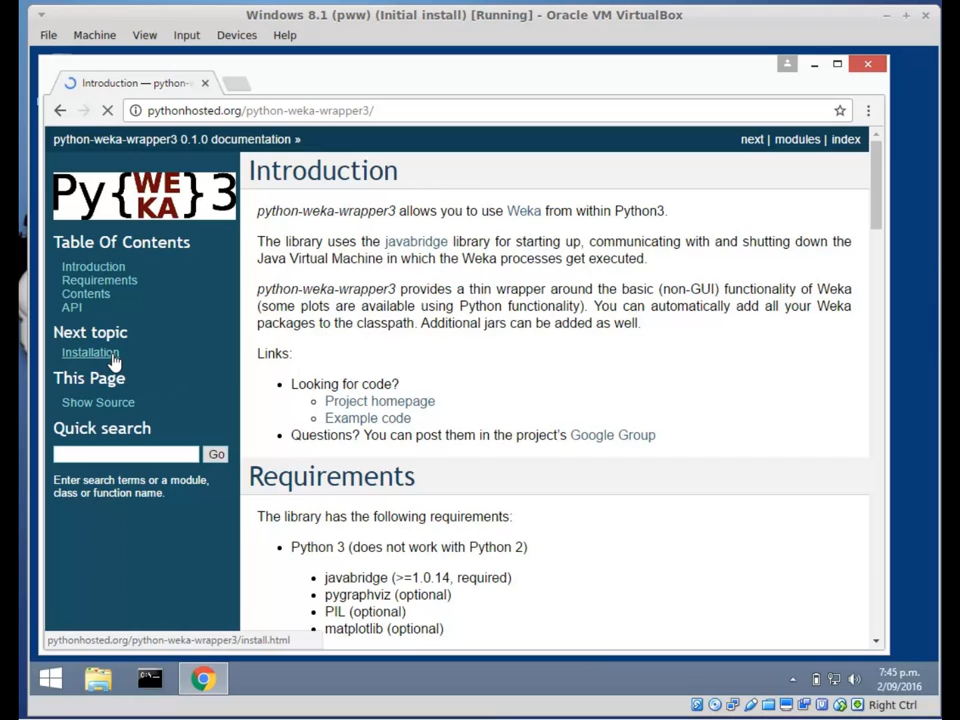 Windows 8.1 (pww) (Initial install) [Running] - Oracle VM VirtualBox
File Machine View Input Devices Help
Introduction — python-
pythonhosted.org/python-weka-wrapper3/
python-weka-wrapper3 0.1.0 documentation »
next | modules | index
Py{WEKA}3
Table Of Contents
Introduction
Requirements
Contents
API
Next topic
Installation
This Page
Show Source
Quick search
Go
Enter search terms or a module,
class or function name.
Introduction
python-weka-wrapper3 allows you to use Weka from within Python3.
The library uses the javabridge library for starting up, communicating with and shutting down the
Java Virtual Machine in which the Weka processes get executed.
python-weka-wrapper3 provides a thin wrapper around the basic (non-GUI) functionality of Weka
(some plots are available using Python functionality). You can automatically add all your Weka
packages to the classpath. Additional jars can be added as well.
Links:
Looking for code?
Project homepage
Example code
Questions? You can post them in the project's Google Group
Requirements
The library has the following requirements:
Python 3 (does not work with Python 2)
javabridge (>=1.0.14, required)
pygraphviz (optional)
PIL (optional)
matplotlib (optional)
pythonhosted.org/python-weka-wrapper3/install.html
7:45 p.m.
2/09/2016
Right Ctrl